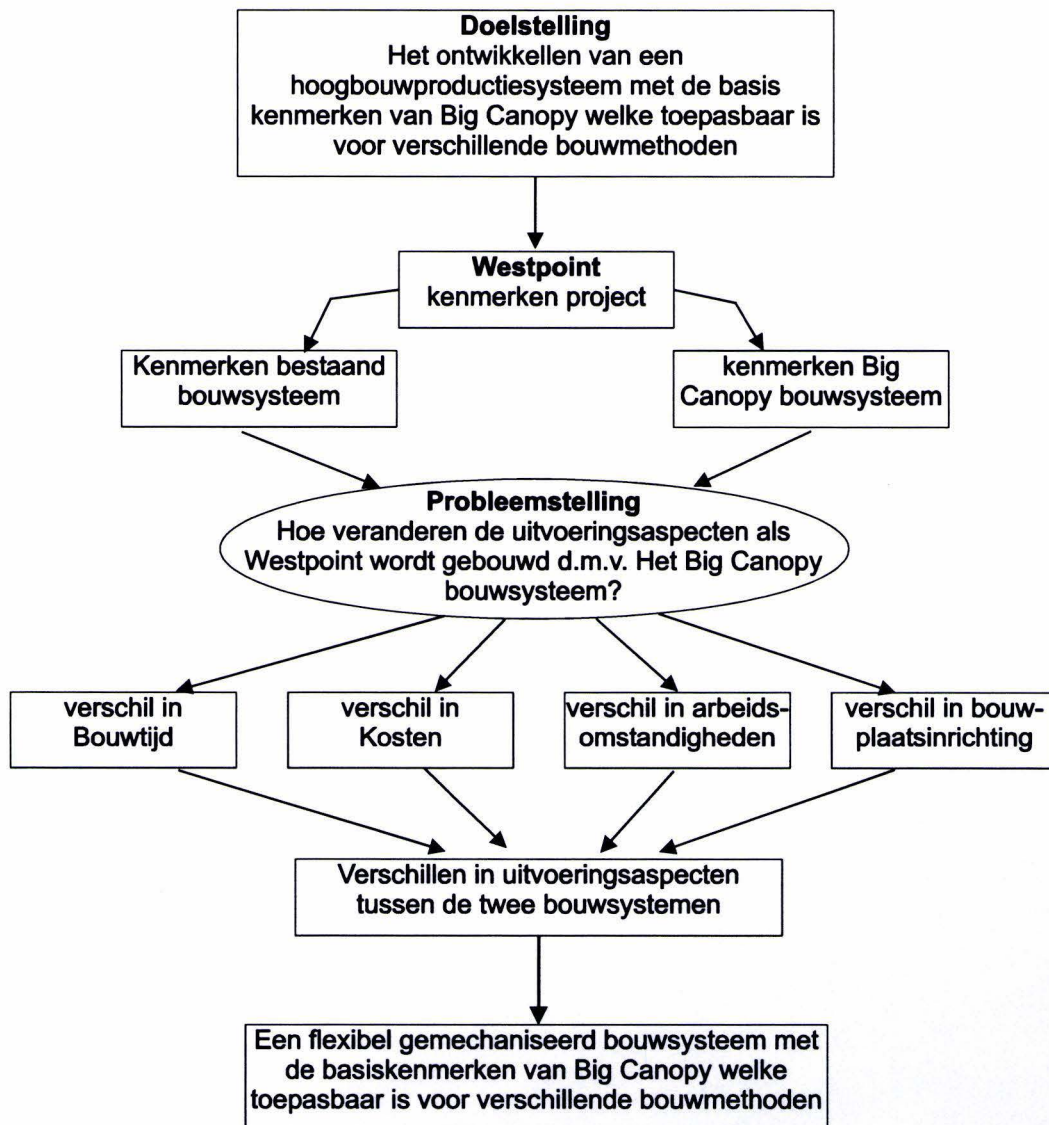 Doelstelling
Het ontwikkellen van een
hoogbouwproductiesysteem met de basis
kenmerken van Big Canopy welke toepasbaar is
voor verschillende bouwmethoden
Westpoint
kenmerken project
Kenmerken bestaand
bouwsysteem
kenmerken Big
Canopy bouwsysteem
Probleemstelling
Hoe veranderen de uitvoeringsaspecten als
Westpoint wordt gebouwd d.m.v. Het Big Canopy
bouwsysteem?
verschil in
Bouwtijd
verschil in
Kosten
verschil in arbeids-
omstandigheden
verschil in bouw-
plaatsinrichting
Verschillen in uitvoeringsaspecten
tussen de twee bouwsystemen
Een flexibel gemechaniseerd bouwsysteem met
de basiskenmerken van Big Canopy welke
toepasbaar is voor verschillende bouwmethoden